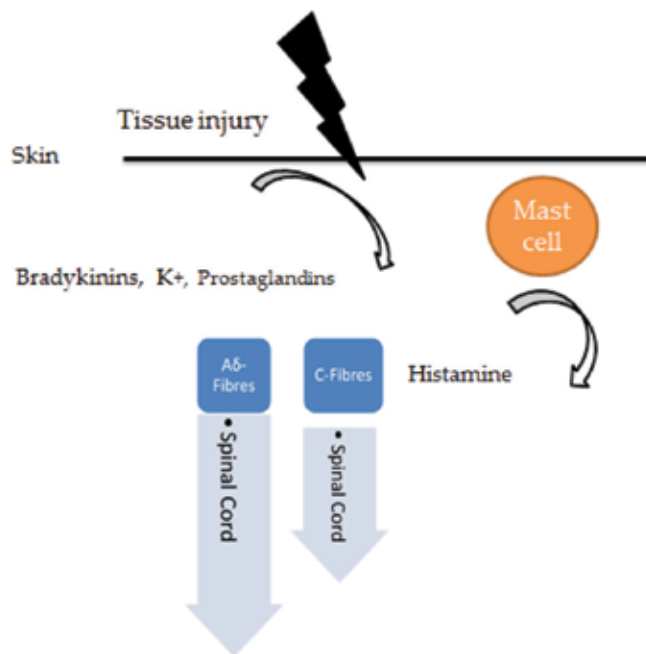 Tissue injury
Skin
Mast
cell
Bradykinins, K+, Prostaglandins
Aδ-
Fibres
C-Fibres
Histamine
• Spinal Cord
• Spinal Cord